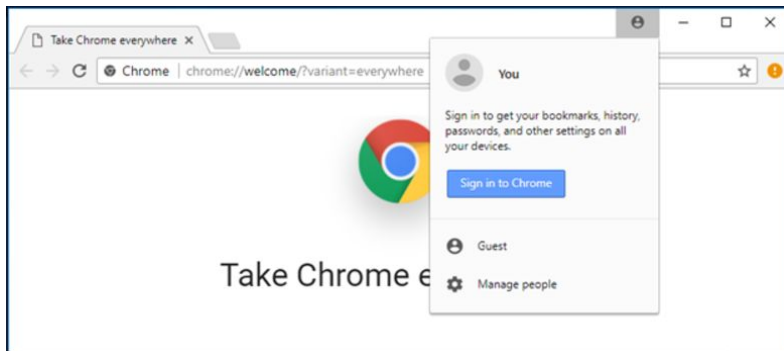 Take Chrome everywhere
Chrome | chrome://welcome/?variant=everywhere
You
Sign in to get your bookmarks, history,
passwords, and other settings on all
your devices.
Sign in to Chrome
Guest
Manage people
Take Chrome e